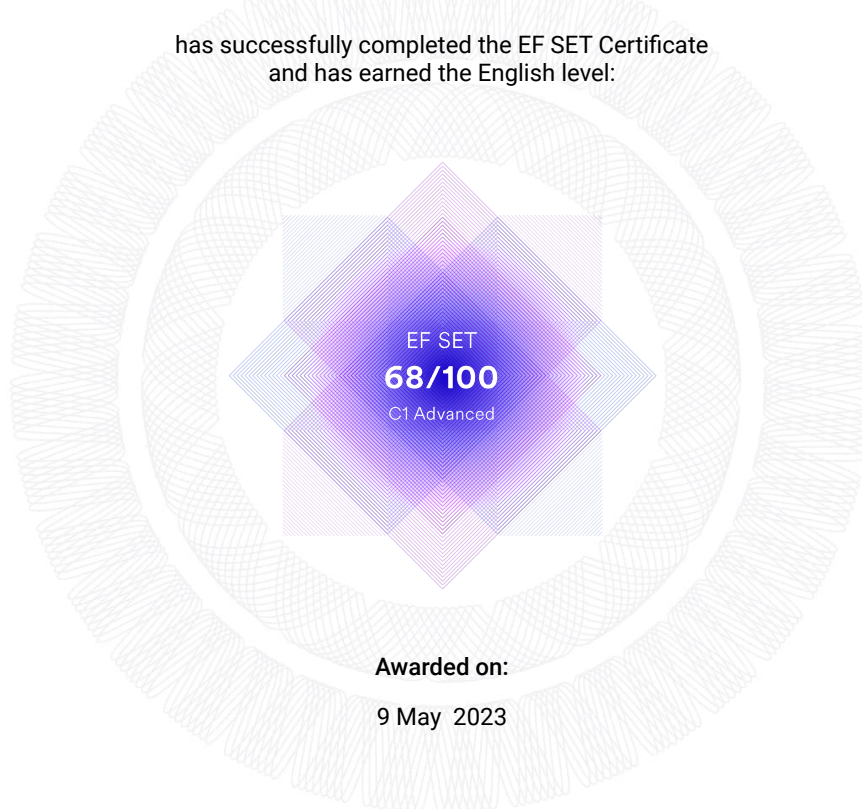 has successfully completed the EF SET Certificate
and has earned the English level:
EF SET
68/100
C1 Advanced
Awarded on:
9 May 2023